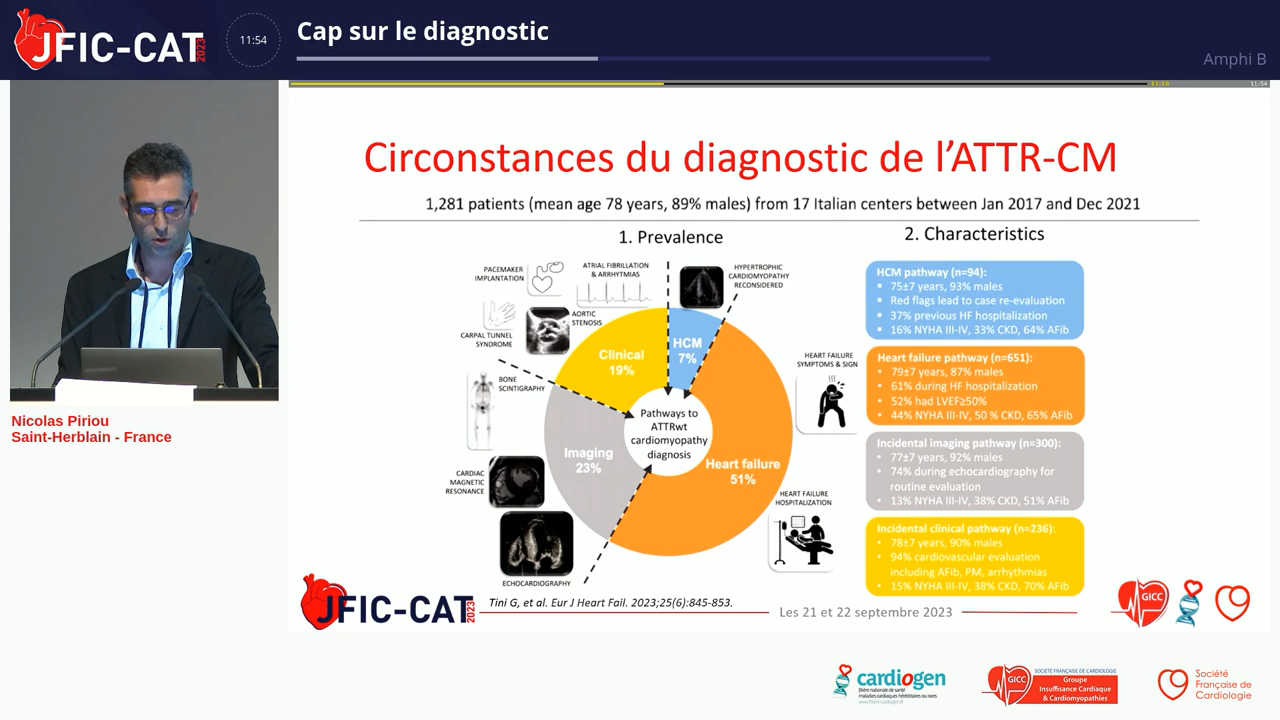 JFIC-CAT 2023
11:54
Cap sur le diagnostic
Amphi B
11:10
11:54
Nicolas Piriou
Saint-Herblain - France
Circonstances du diagnostic de l'ATTR-CM
1,281 patients (mean age 78 years, 89% males) from 17 Italian centers between Jan 2017 and Dec 2021
1. Prevalence
PACEMAKER
IMPLANTATION
ATRIAL FIBRILLATION
& ARRHYTMIAS
HYPERTROPHIC
CARDIOMYOPATHY
RECONSIDERED
CARPAL TUNNEL
SYNDROME
AORTIC
STENOSIS
HCM
7%
Clinical
19%
HEART FAILURE
SYMPTOMS & SIGN
BONE
SCINTIGRAPHY
Pathways to
ATTRwt
cardiomyopathy
diagnosis
Imaging
23%
Heart failure
51%
CARDIAC
MAGNETIC
RESONANCE
HEART FAILURE
HOSPITALIZATION
ECHOCARDIOGRAPHY
2. Characteristics
HCM pathway (n=94):
▪ 75±7 years, 93% males
▪ Red flags lead to case re-evaluation
▪ 37% previous HF hospitalization
▪ 16% NYHA III-IV, 33% CKD, 64% AFib
Heart failure pathway (n=651):
▪ 79±7 years, 87% males
▪ 61% during HF hospitalization
▪ 52% had LVEF≥50%
▪ 44% NYHA III-IV, 50 % CKD, 65% AFib
Incidental imaging pathway (n=300):
▪ 77±7 years, 92% males
▪ 74% during echocardiography for
routine evaluation
▪ 13% NYHA III-IV, 38% CKD, 51% AFib
Incidental clinical pathway (n=236):
• 78±7 years, 90% males
• 94% cardiovascular evaluation
including AFib, PM, arrhythmias
• 15% NYHA III-IV, 38% CKD, 70% AFib
JFIC-CAT 2023
Tini G, et al. Eur J Heart Fail. 2023;25(6):845-853.
Les 21 et 22 septembre 2023
GICC
cardiogen
filière nationale de santé
maladies cardiaques héréditaires ou rares
www.filiere-cardiogen.fr
GICC
SOCIÉTÉ FRANÇAISE DE CARDIOLOGIE
Groupe
Insuffisance Cardiaque
& Cardiomyopathies
Société
Française de
Cardiologie